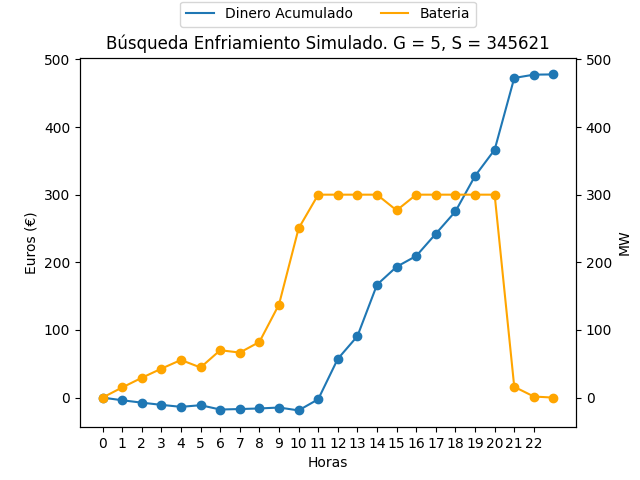 Dinero Acumulado Bateria
Búsqueda Enfriamiento Simulado. G = 5, S = 345621
500
400
300
200
100
0
Euros (€)
500
400
300
200
100
0
MW
0 1 2 3 4 5 6 7 8 9 10 11 12 13 14 15 16 17 18 19 20 21 22
Horas